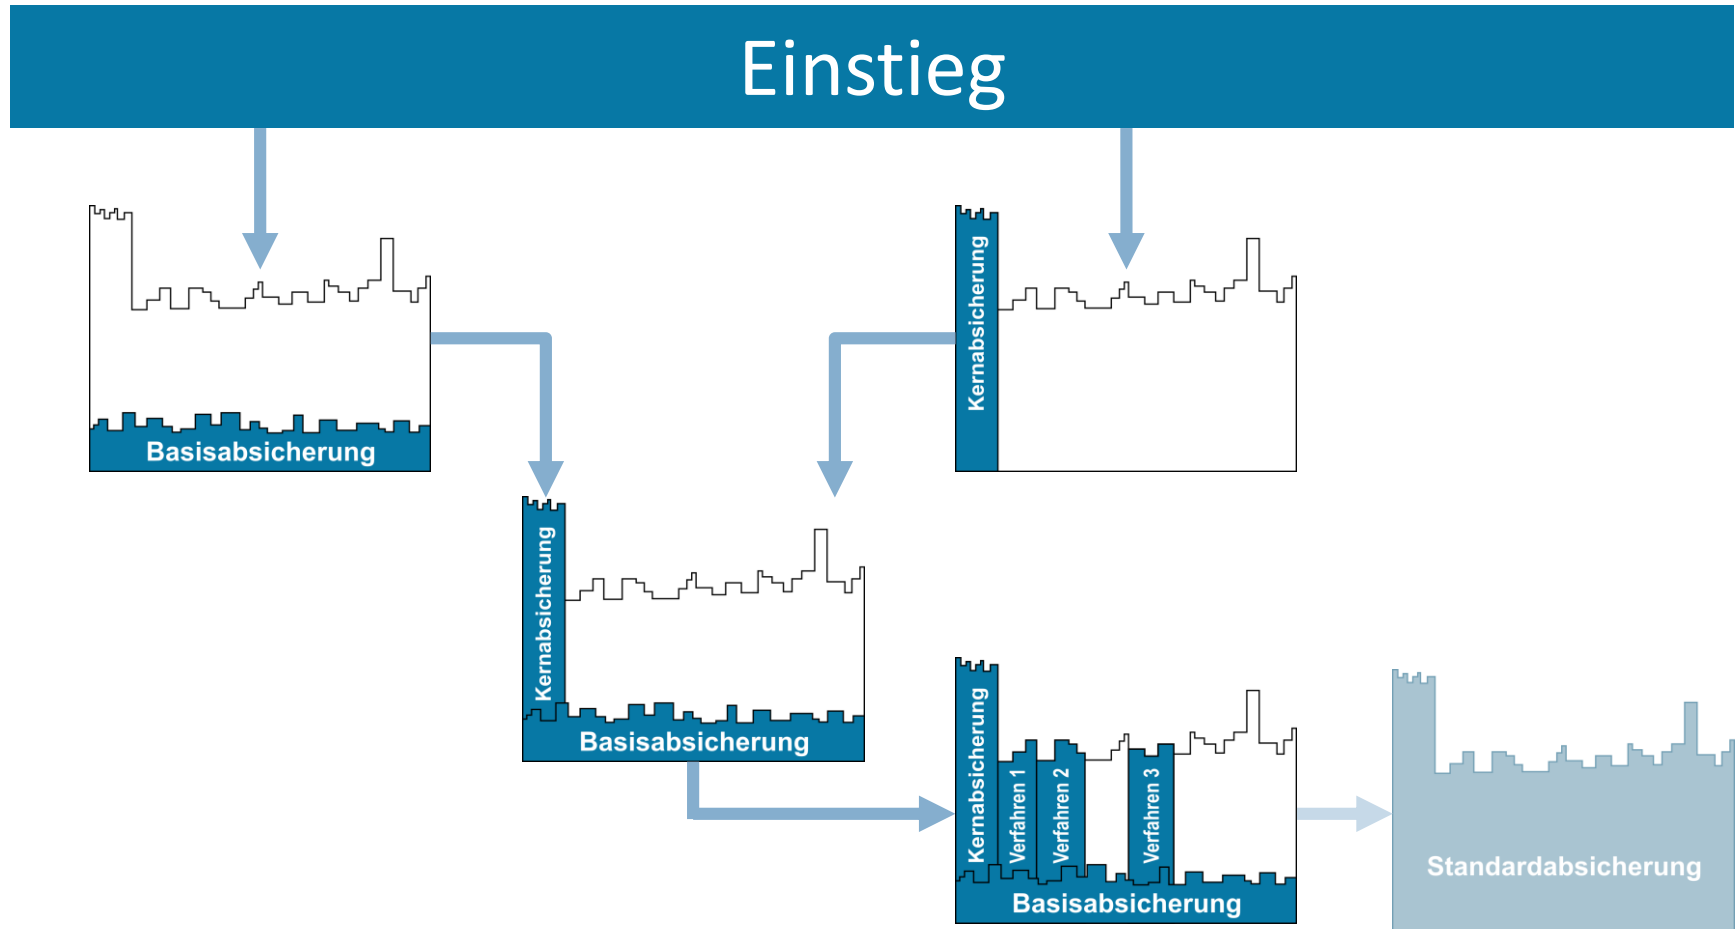 Einstieg
Basisabsicherung
Kernabsicherung
Kernabsicherung
Basisabsicherung
Kernabsicherung
Verfahren 1
Verfahren 2
Verfahren 3
Basisabsicherung
Standardabsicherung